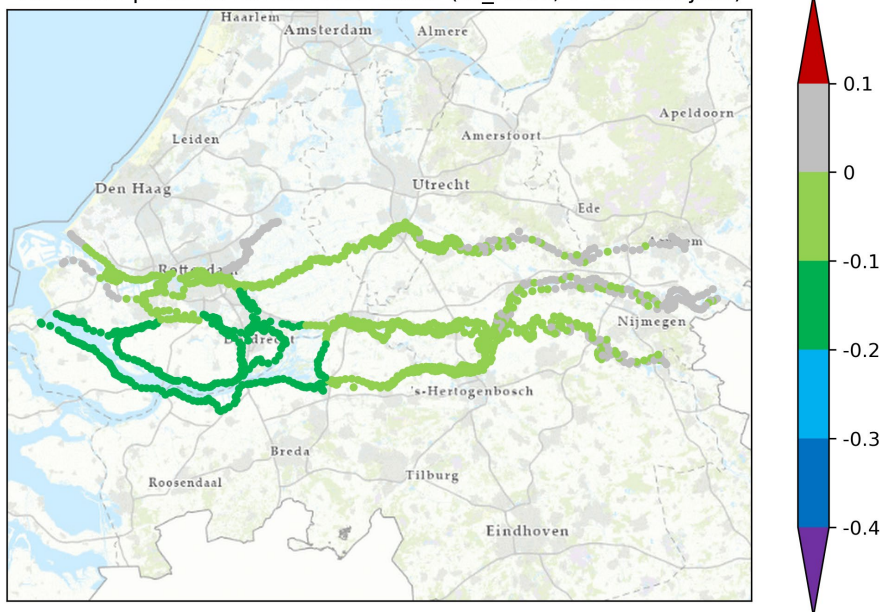 Haarlem
Amsterdam
Almere
0.1
Apeldoorn
Leiden
Amersfoort
0
Den Haag
Utrecht
Ede
Rotterdam
-0.1
Nijmegen
-0.2
's-Hertogenbosch
-0.3
Breda
Tilburg
Roosendaal
Eindhoven
-0.4